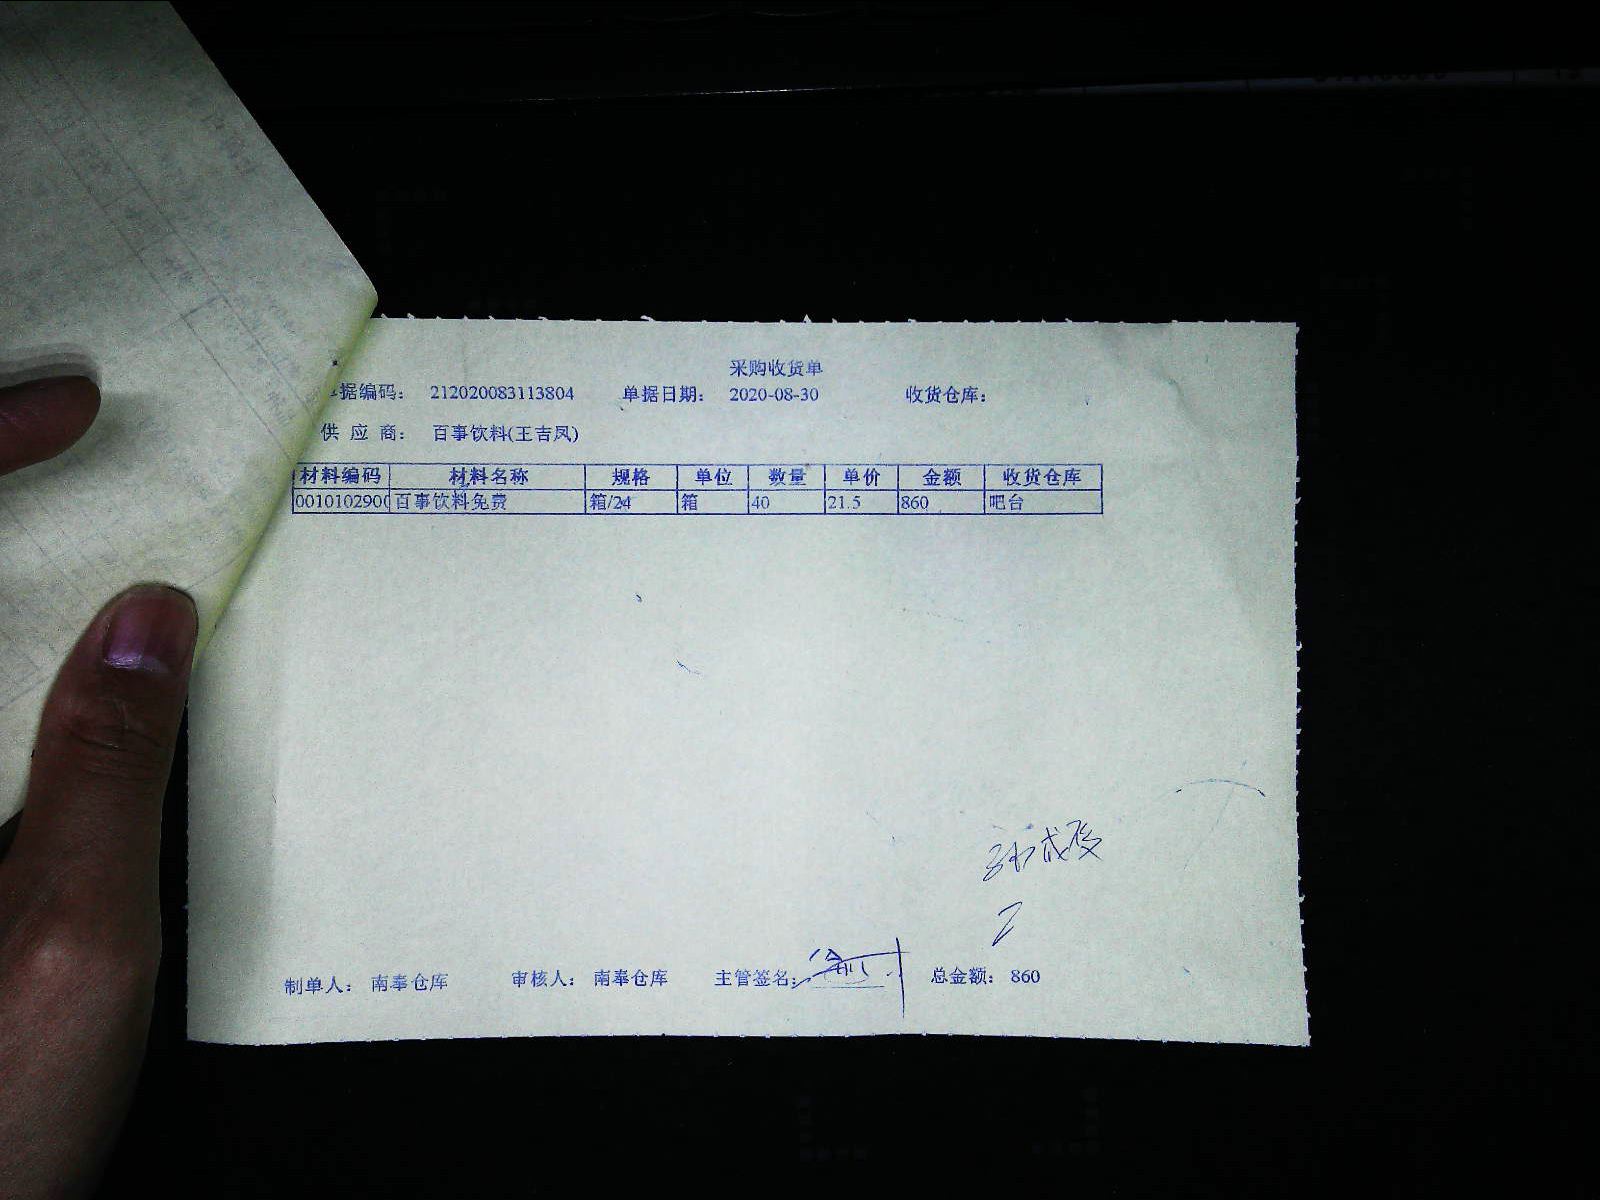 采购收货单
据编码: 212020083113804 单据日期: 2020-08-30 收货仓库:
供应商: 百事饮料(王吉凤)
材料编码 材料名称 规格 单位 数量 单价 金额 收货仓库
0010102900 百事饮料免费 箱/24 箱 40 21.5 860 吧台
制单人: 南奉仓库 审核人: 南奉仓库 主管签名: 总金额: 860